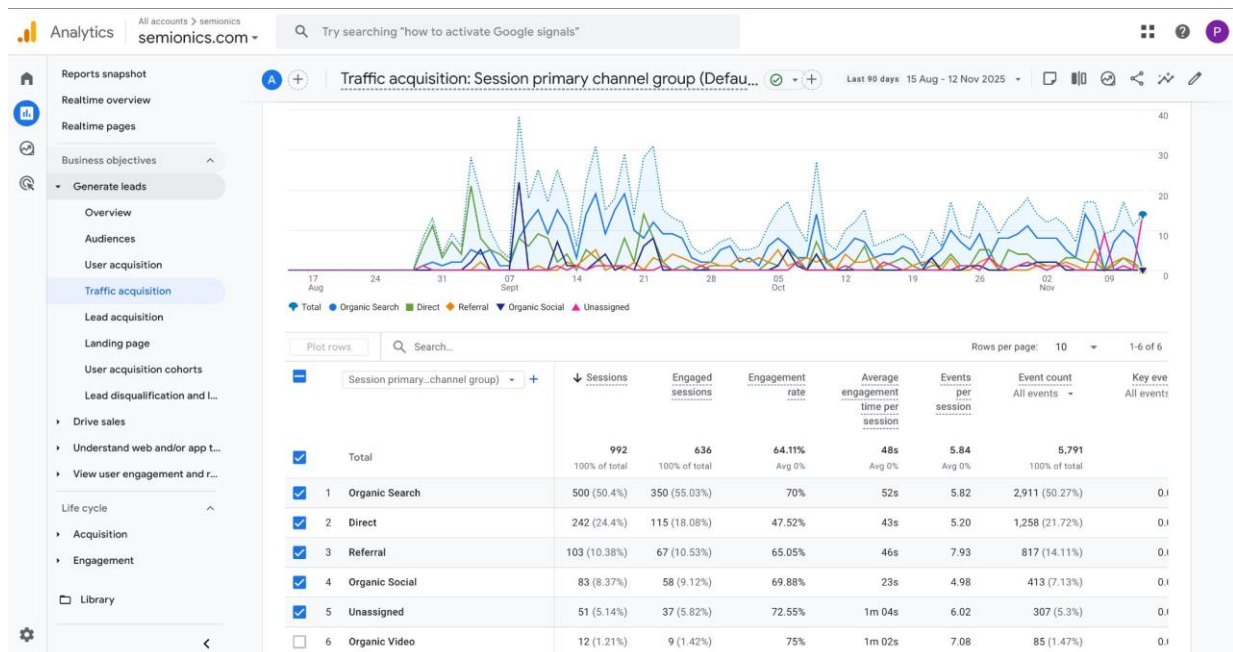 Analytics
All accounts > semionics
semionics.com
Try searching "how to activate Google signals"
P
Reports snapshot
Realtime overview
Realtime pages
Business objectives
Generate leads
Overview
Audiences
User acquisition
Traffic acquisition
Lead acquisition
Landing page
User acquisition cohorts
Lead disqualification and l...
Drive sales
Understand web and/or app t...
View user engagement and r...
Life cycle
Acquisition
Engagement
Library
A
Traffic acquisition: Session primary channel group (Defau...
Last 90 days 15 Aug - 12 Nov 2025
40
30
20
10
0
17 Aug
24
31
07 Sept
14
21
28
05 Oct
12
19
26
02 Nov
09
Total Organic Search Direct Referral Organic Social Unassigned
Plot rows
Search...
Rows per page: 10
1-6 of 6
Session primary...channel group)
Sessions
Engaged sessions
Engagement rate
Average engagement time per session
Events per session
Event count
All events
Key eve
All events
Total 992 636 64.11% 48s 5.84 5,791
100% of total 100% of total Avg 0% Avg 0% Avg 0% 100% of total
1 Organic Search 500 (50.4%) 350 (55.03%) 70% 52s 5.82 2,911 (50.27%) 0.
2 Direct 242 (24.4%) 115 (18.08%) 47.52% 43s 5.20 1,258 (21.72%) 0.
3 Referral 103 (10.38%) 67 (10.53%) 65.05% 46s 7.93 817 (14.11%) 0.
4 Organic Social 83 (8.37%) 58 (9.12%) 69.88% 23s 4.98 413 (7.13%) 0.
5 Unassigned 51 (5.14%) 37 (5.82%) 72.55% 1m 04s 6.02 307 (5.3%) 0.
6 Organic Video 12 (1.21%) 9 (1.42%) 75% 1m 02s 7.08 85 (1.47%) 0.